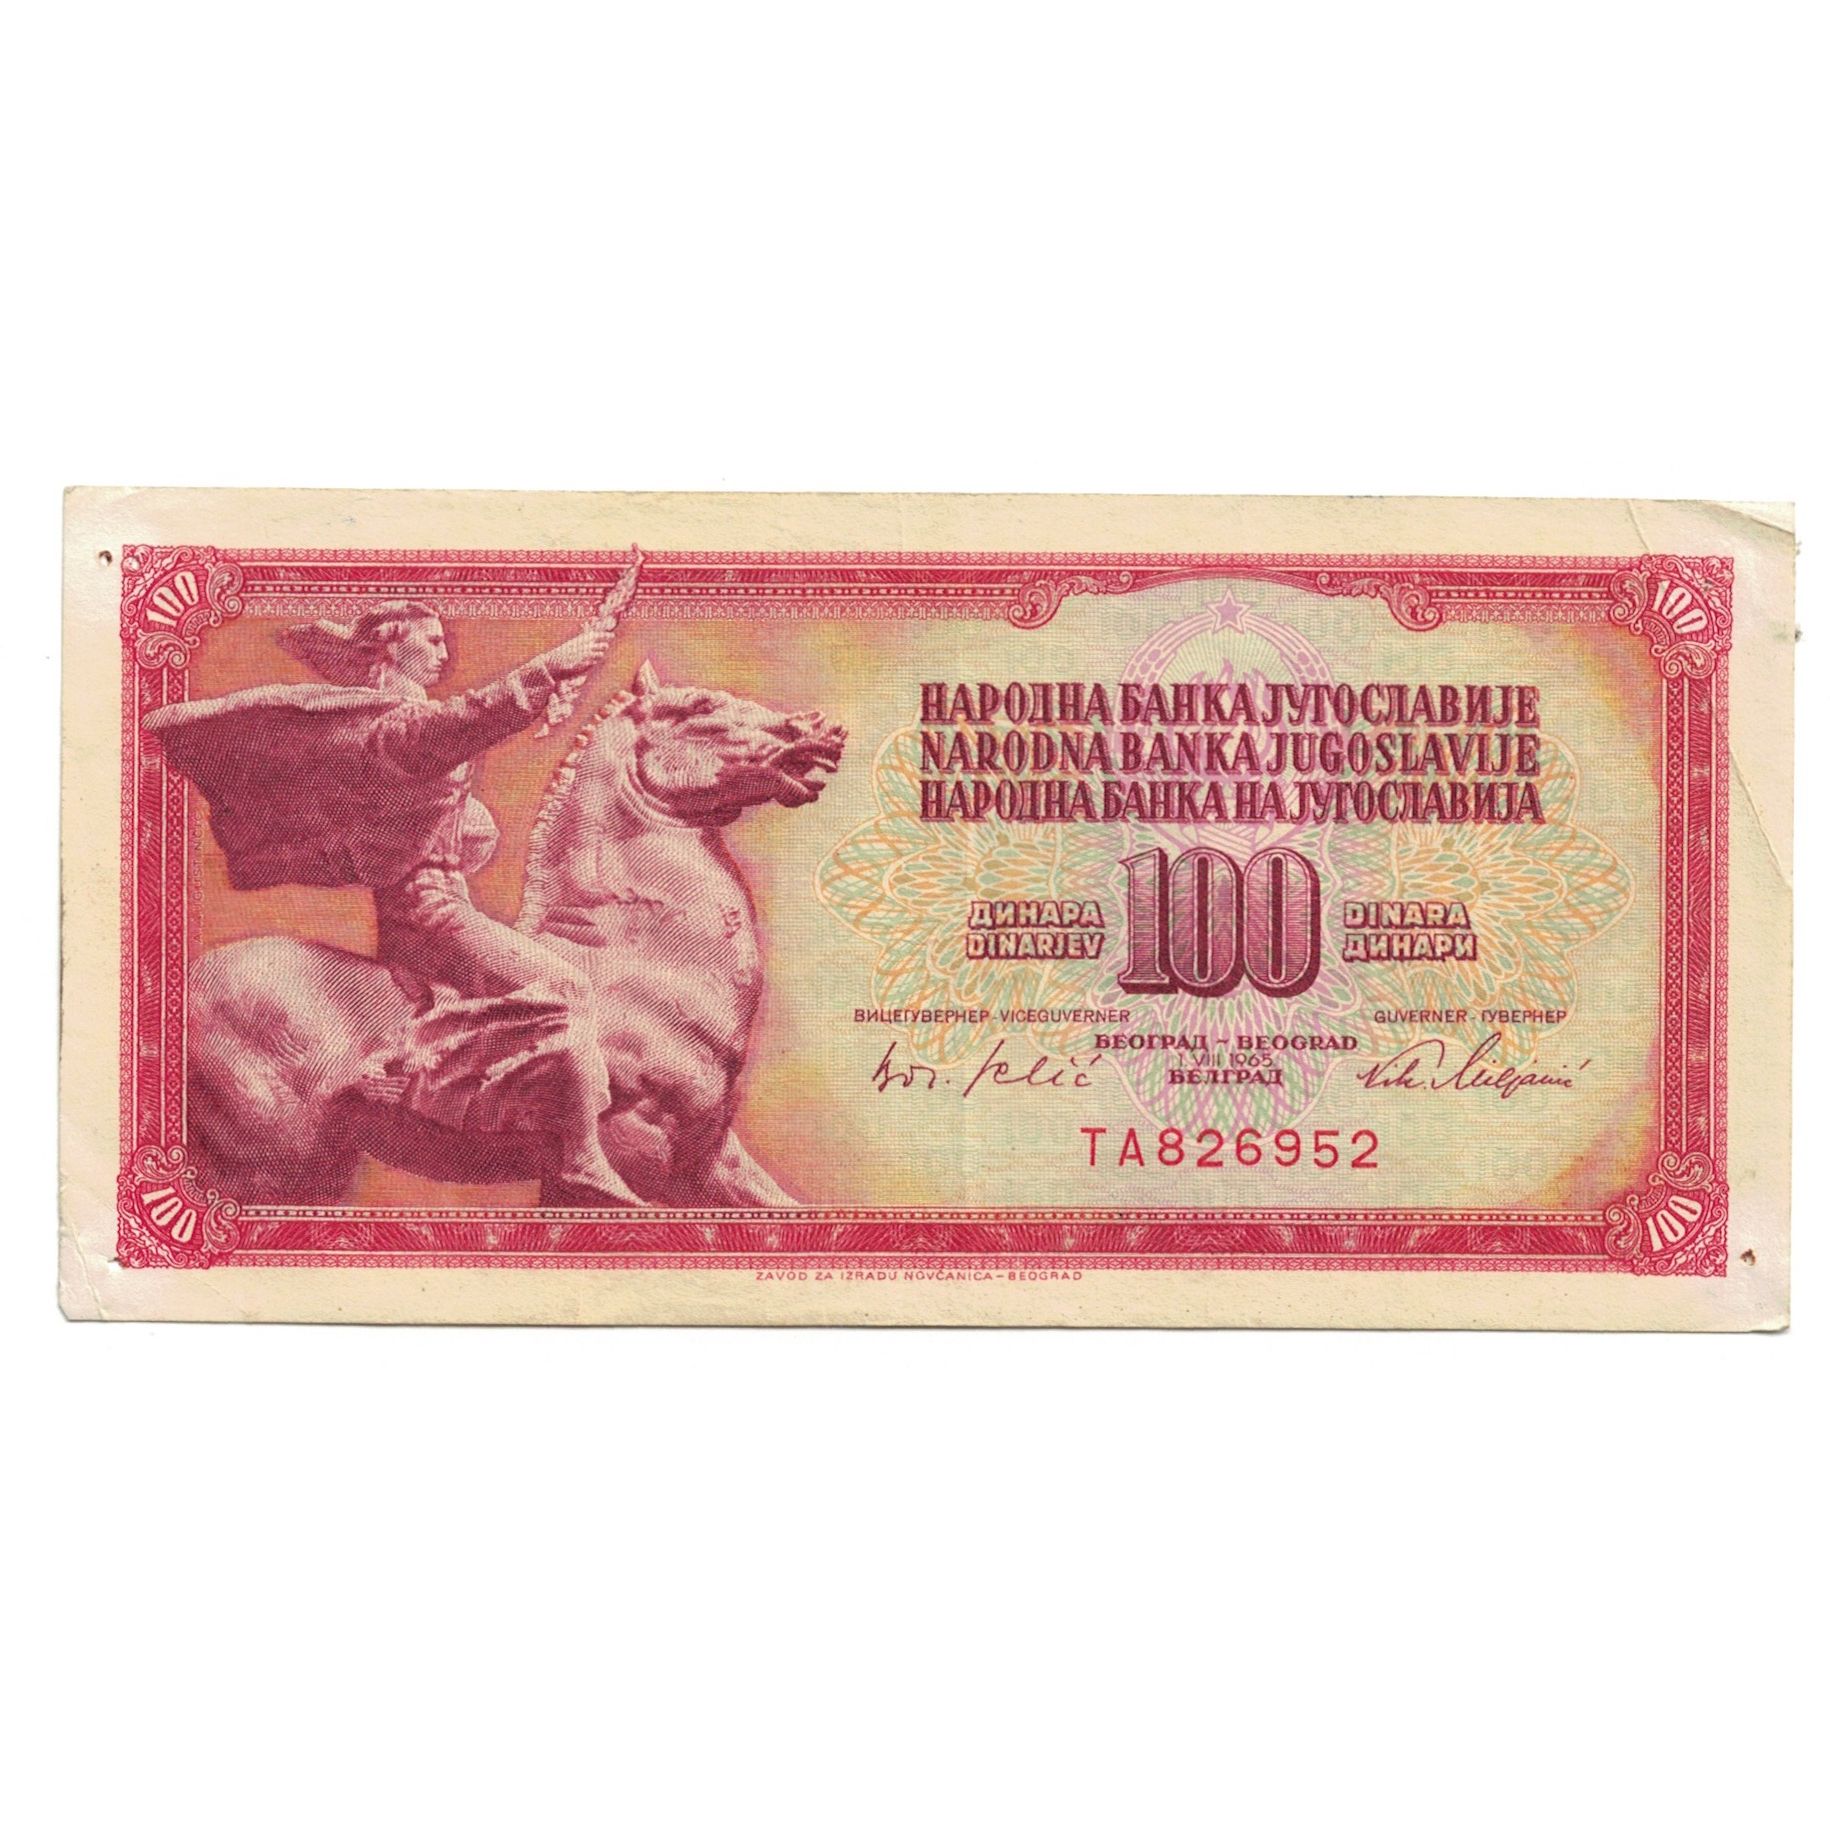 100
100
НАРОДНА БАНКА ЈУГОСЛАВИЈЕ
NARODNA BANKA JUGOSLAVIJE
НАРОДНА БАНКА НА ЈУГОСЛАВИЈА
ДИНАРА 100 DINARA
DINARJEV ДИНАРИ
ВИЦЕГУВЕРНЕР - VICEGUVERNER
GUVERNER - ГУВЕРНЕР
БЕОГРАД - BEOGRAD
1. VIII 1965
БЕЛГРАД
TA826952
100
100
ZAVOD ZA IZRADU NOVČANICA - BEOGRAD